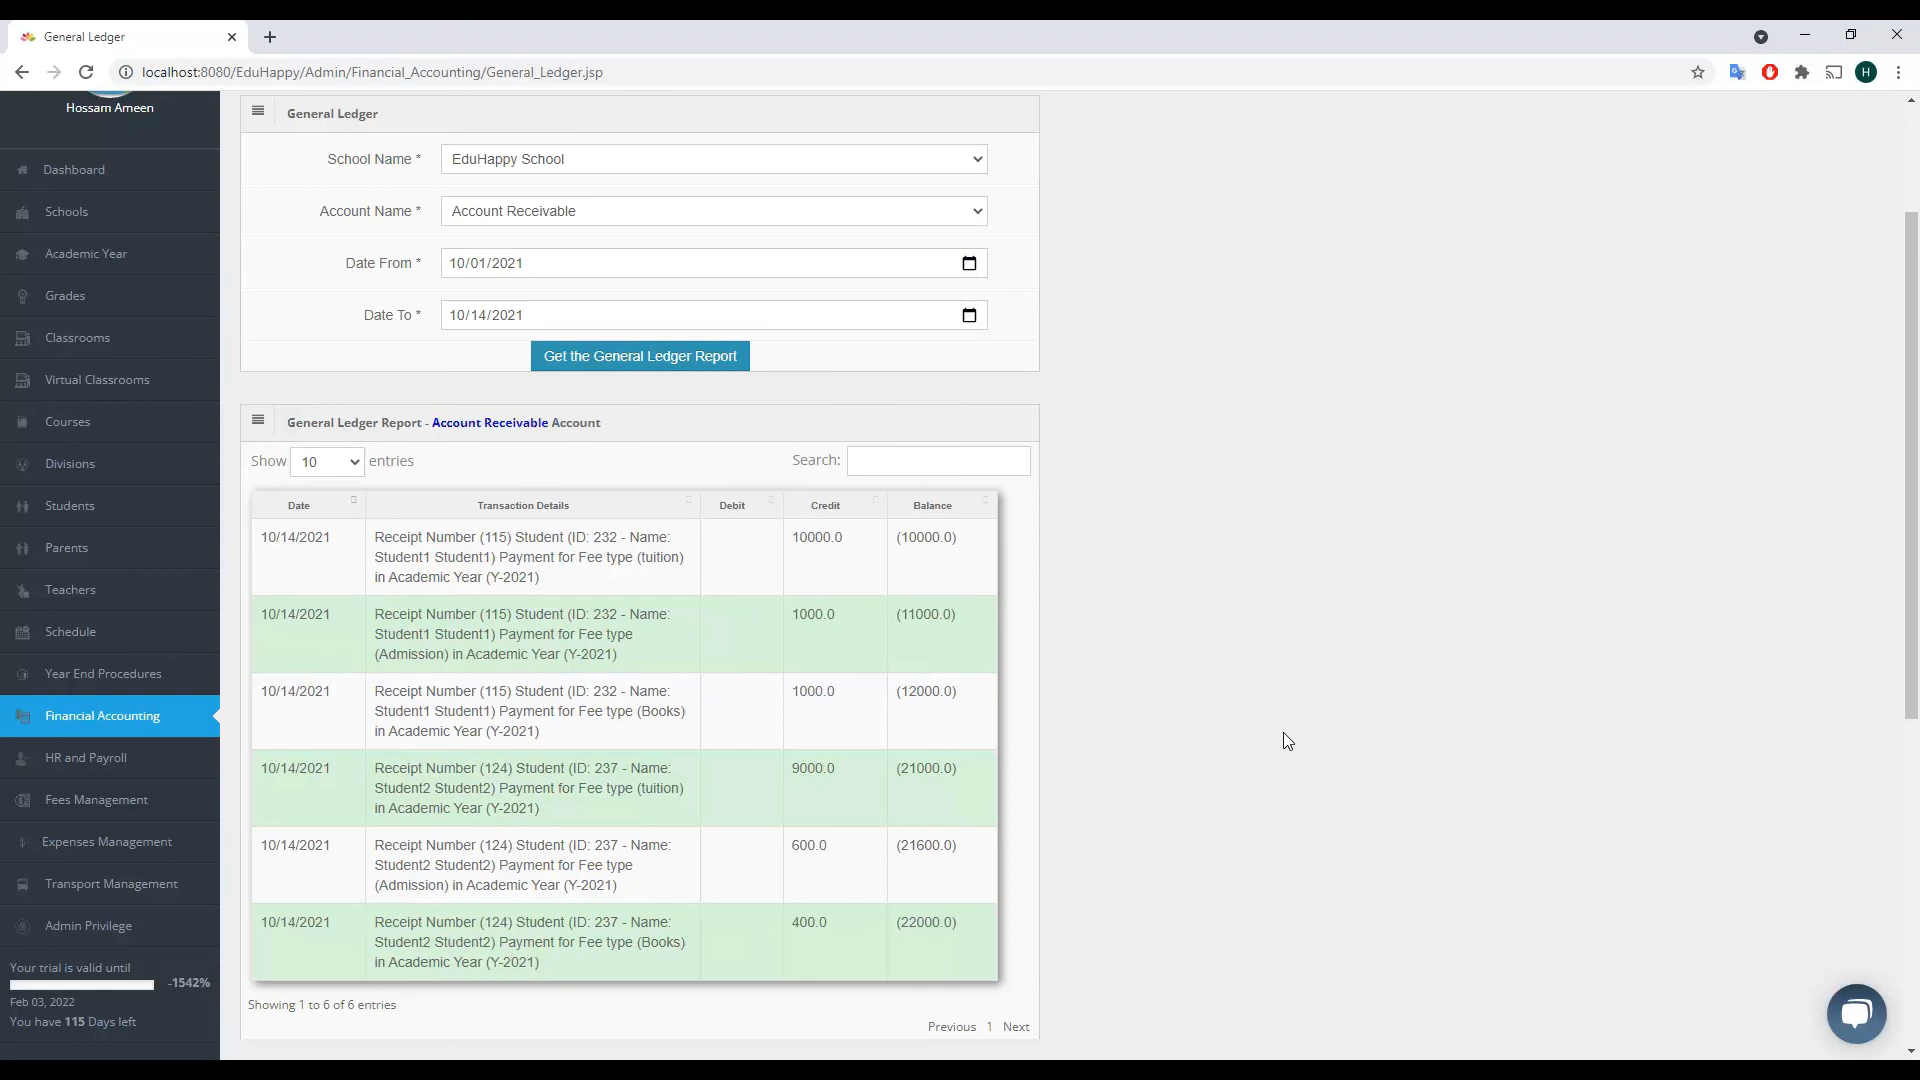 General Ledger
localhost:8080/EduHappy/Admin/Financial_Accounting/General_Ledger.jsp
H
Hossam Ameen
Dashboard
Schools
Academic Year
Grades
Classrooms
Virtual Classrooms
Courses
Divisions
Students
Parents
Teachers
Schedule
Year End Procedures
Financial Accounting
HR and Payroll
Fees Management
Expenses Management
Transport Management
Admin Privilege
Your trial is valid until
-1542%
Feb 03, 2022
You have 115 Days left
General Ledger
School Name * EduHappy School
Account Name * Account Receivable
Date From * 10/01/2021
Date To * 10/14/2021
Get the General Ledger Report
General Ledger Report - Account Receivable Account
Show 10 entries Search:
Date Transaction Details Debit Credit Balance
10/14/2021 Receipt Number (115) Student (ID: 232 - Name: 10000.0 (10000.0)
Student1 Student1) Payment for Fee type (tuition)
in Academic Year (Y-2021)
10/14/2021 Receipt Number (115) Student (ID: 232 - Name: 1000.0 (11000.0)
Student1 Student1) Payment for Fee type
(Admission) in Academic Year (Y-2021)
10/14/2021 Receipt Number (115) Student (ID: 232 - Name: 1000.0 (12000.0)
Student1 Student1) Payment for Fee type (Books)
in Academic Year (Y-2021)
10/14/2021 Receipt Number (124) Student (ID: 237 - Name: 9000.0 (21000.0)
Student2 Student2) Payment for Fee type (tuition)
in Academic Year (Y-2021)
10/14/2021 Receipt Number (124) Student (ID: 237 - Name: 600.0 (21600.0)
Student2 Student2) Payment for Fee type
(Admission) in Academic Year (Y-2021)
10/14/2021 Receipt Number (124) Student (ID: 237 - Name: 400.0 (22000.0)
Student2 Student2) Payment for Fee type (Books)
in Academic Year (Y-2021)
Showing 1 to 6 of 6 entries
Previous 1 Next